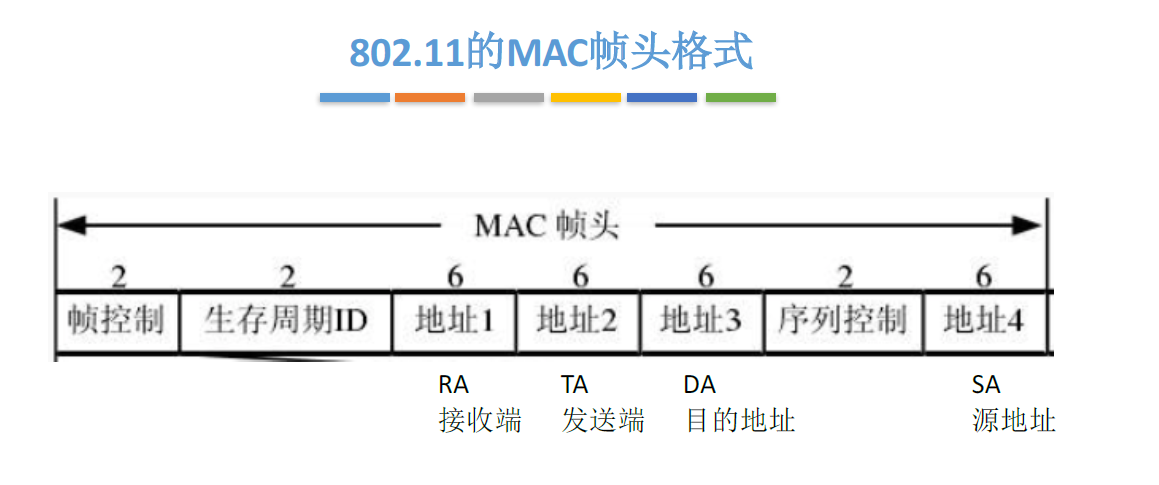 802.11的MAC帧头格式
MAC 帧头
2 2 6 6 6 2 6
帧控制 生存周期ID 地址1 地址2 地址3 序列控制 地址4
RA TA DA SA
接收端 发送端 目的地址 源地址